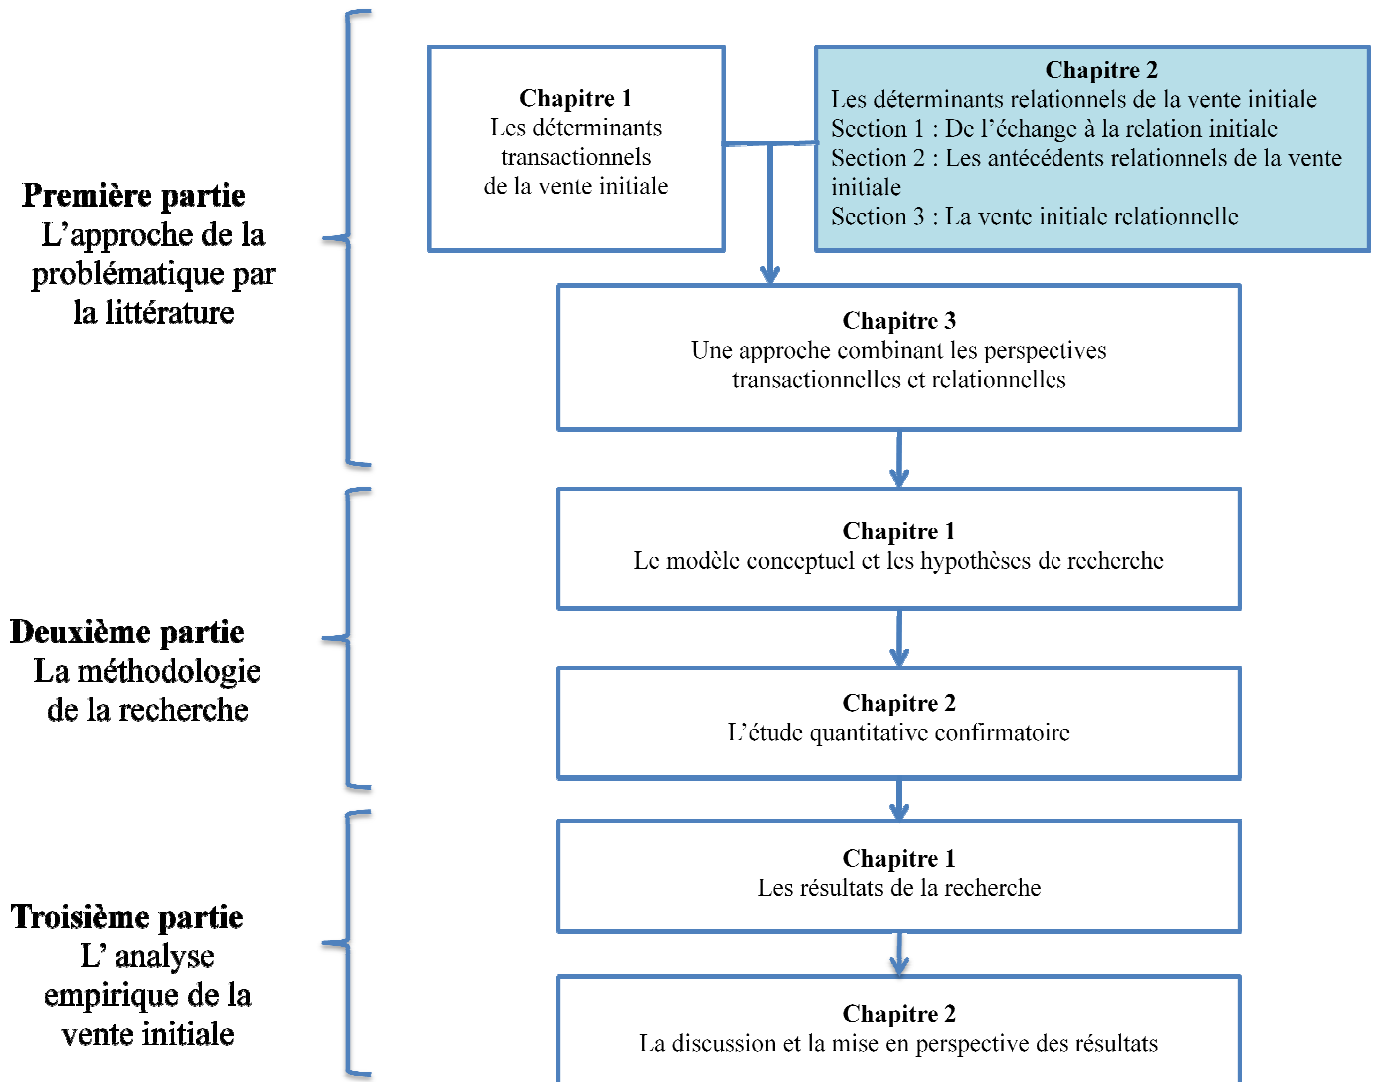 Première partie
L’approche de la
problématique par
la littérature
Chapitre 1
Les déterminants
transactionnels
de la vente initiale
Chapitre 2
Les déterminants relationnels de la vente initiale
Section 1 : De l’échange à la relation initiale
Section 2 : Les antécédents relationnels de la vente
initiale
Section 3 : La vente initiale relationnelle
Chapitre 3
Une approche combinant les perspectives
transactionnelles et relationnelles
Deuxième partie
La méthodologie
de la recherche
Chapitre 1
Le modèle conceptuel et les hypothèses de recherche
Chapitre 2
L’étude quantitative confirmatoire
Troisième partie
L’ analyse
empirique de la
vente initiale
Chapitre 1
Les résultats de la recherche
Chapitre 2
La discussion et la mise en perspective des résultats